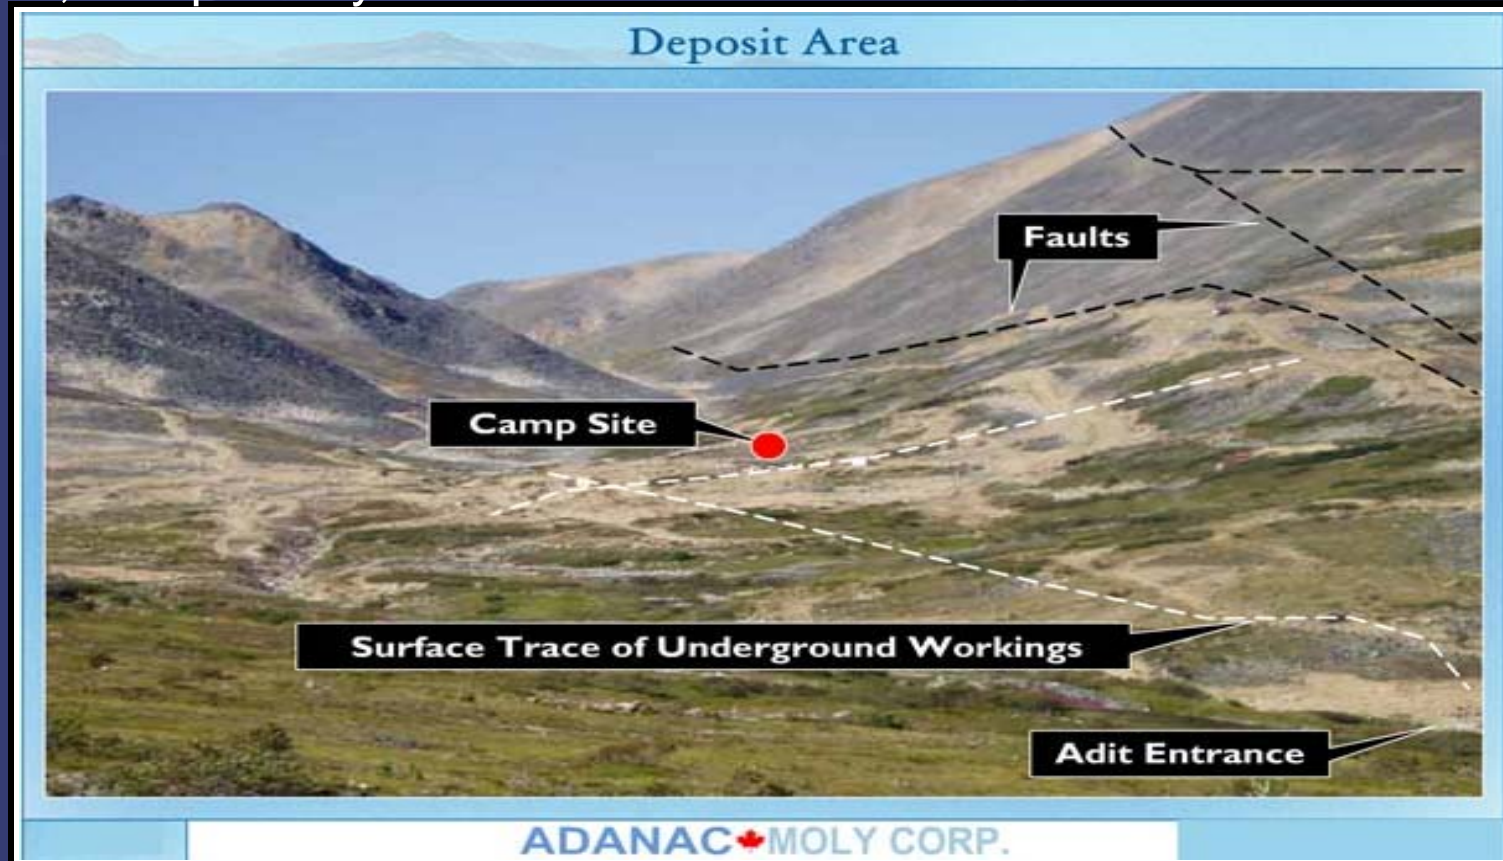 Deposit Area
Faults
Camp Site
Surface Trace of Underground Workings
Adit Entrance
ADANAC MOLY CORP.